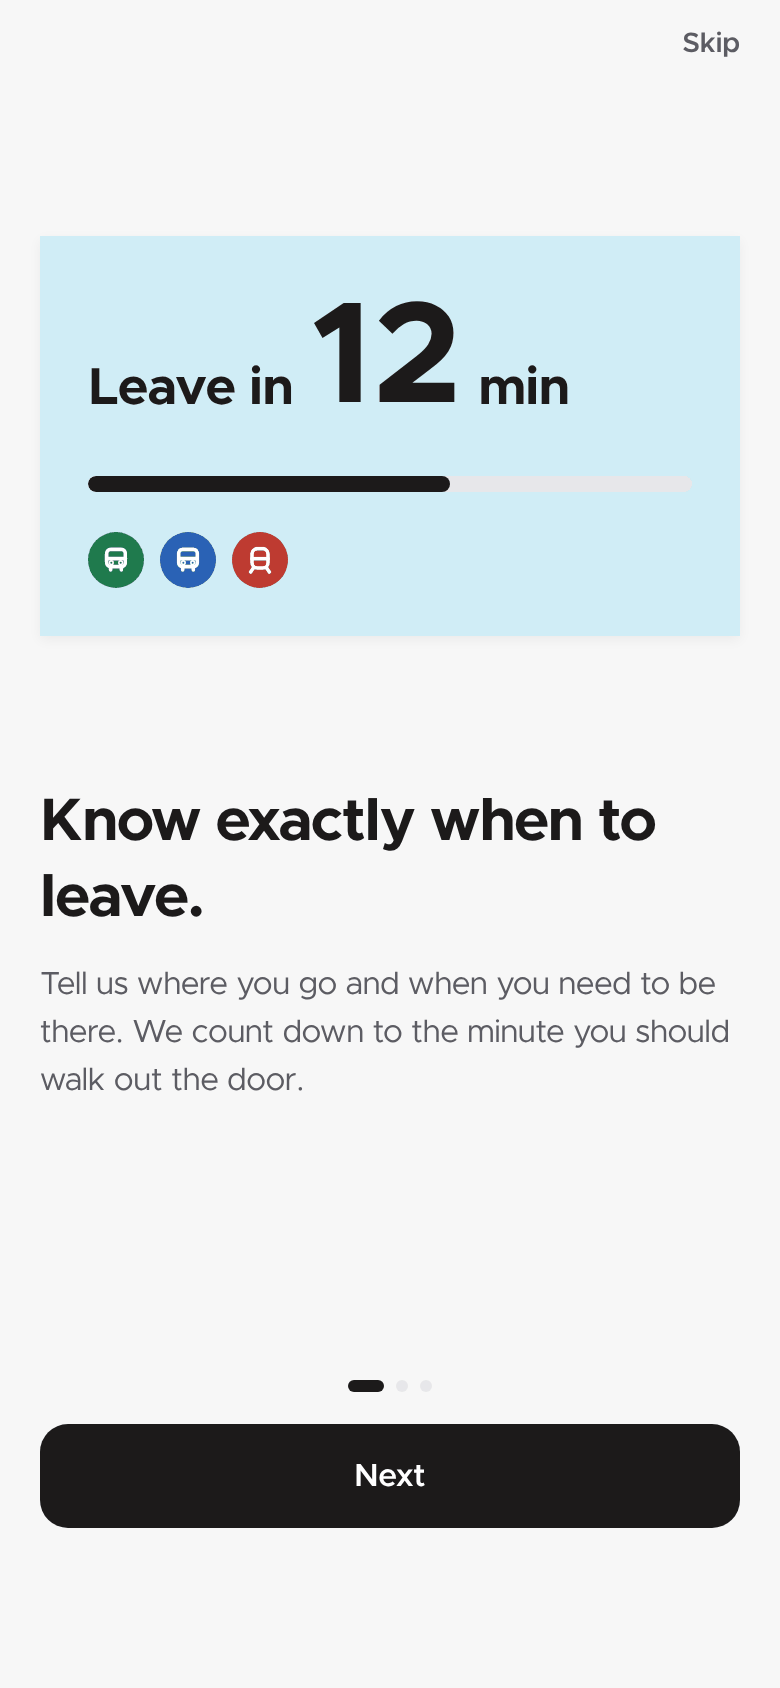 Skip
Leave in 12 min
Know exactly when to
leave.
Tell us where you go and when you need to be
there. We count down to the minute you should
walk out the door.
Next